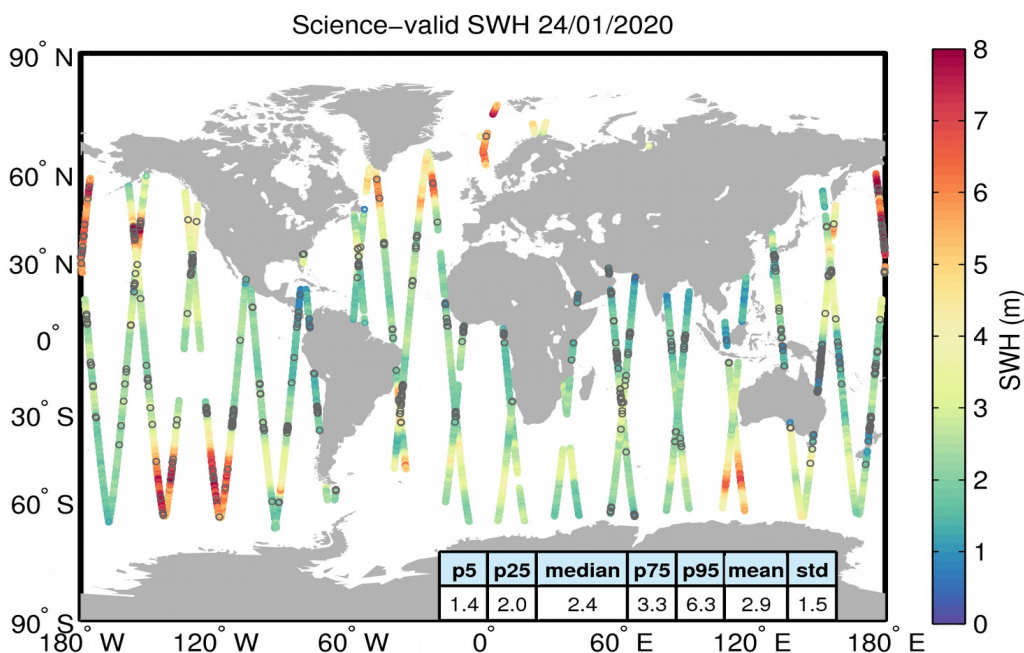 Science−valid SWH 24/01/2020
90° N
60° N
30° N
0°
30° S
60° S
90° S
180° W
120° W
60° W
0°
60° E
120° E
180° E
p5 p25 median p75 p95 mean std
1.4 2.0 2.4 3.3 6.3 2.9 1.5
8
7
6
5
4
3
2
1
0
SWH (m)